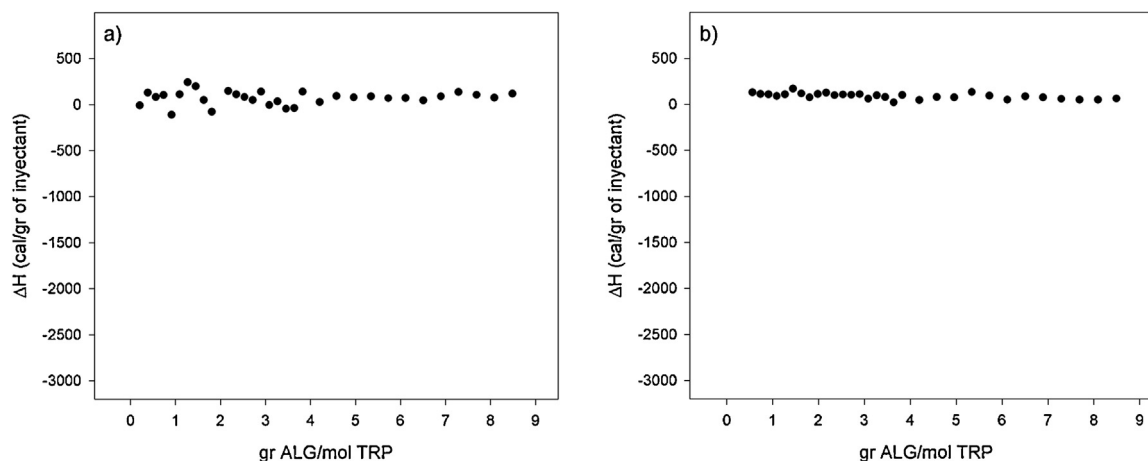 a)
500
0
-500
-1000
-1500
-2000
-2500
-3000
ΔH (cal/gr of inyectant)
0 1 2 3 4 5 6 7 8 9
gr ALG/mol TRP
b)
500
0
-500
-1000
-1500
-2000
-2500
-3000
ΔH (cal/gr of inyectant)
0 1 2 3 4 5 6 7 8 9
gr ALG/mol TRP